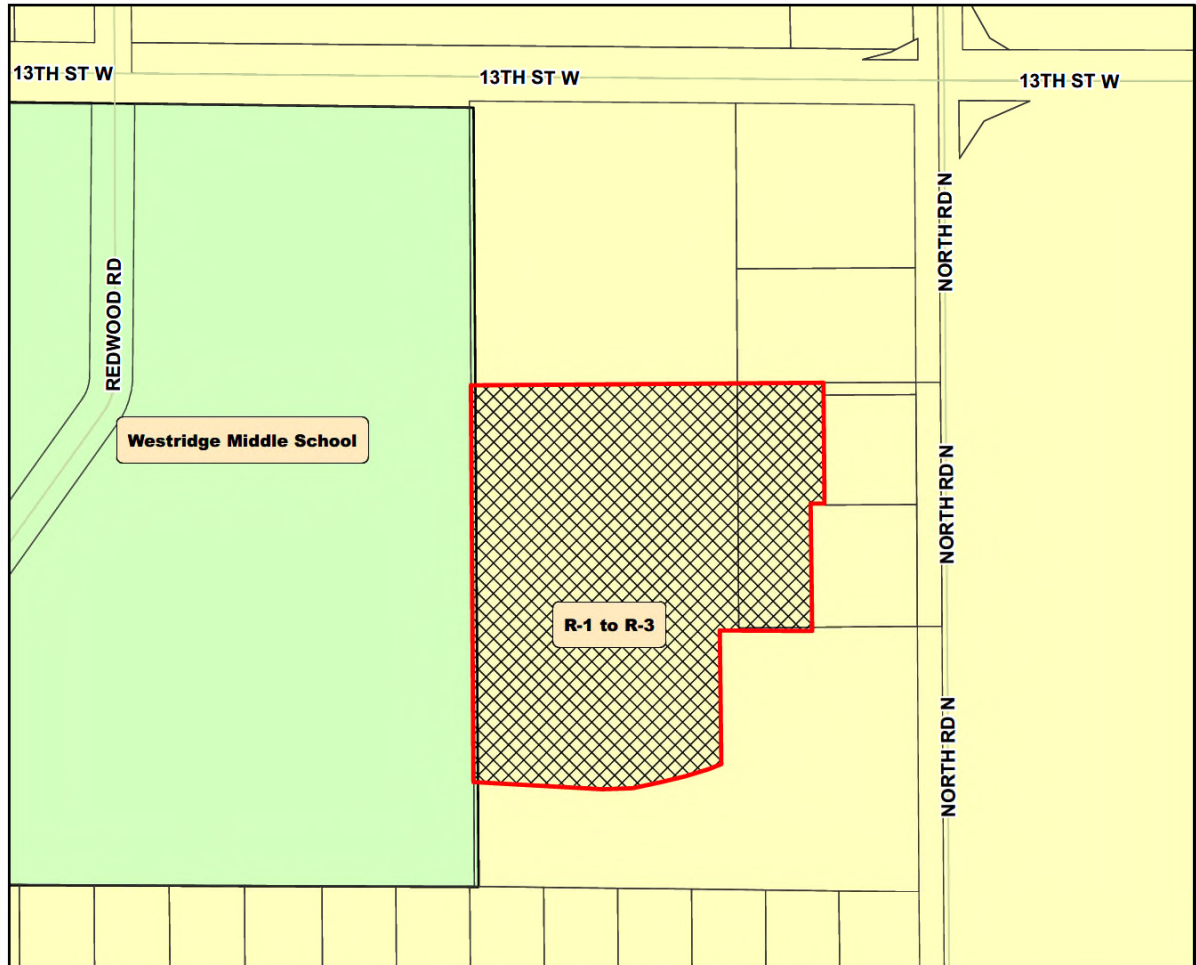 13TH ST W
13TH ST W
13TH ST W
NORTH RD N
REDWOOD RD
Westridge Middle School
NORTH RD N
R-1 to R-3
NORTH RD N